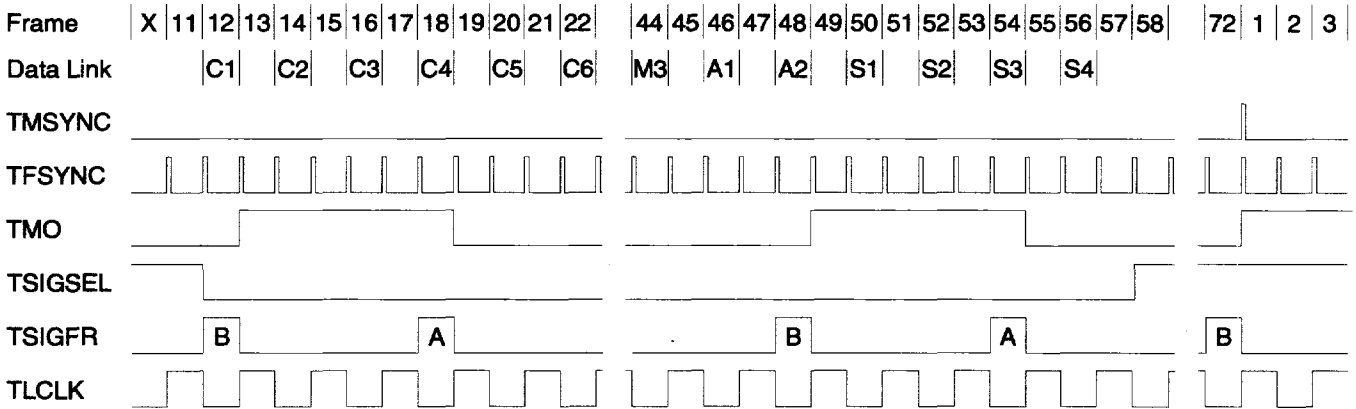 Frame X 11 12 13 14 15 16 17 18 19 20 21 22 44 45 46 47 48 49 50 51 52 53 54 55 56 57 58 72 1 2 3
Data Link C1 C2 C3 C4 C5 C6 M3 A1 A2 S1 S2 S3 S4
TMSYNC
TFSYNC
TMO
TSIGSEL
TSIGFR B A B A B
TLCLK